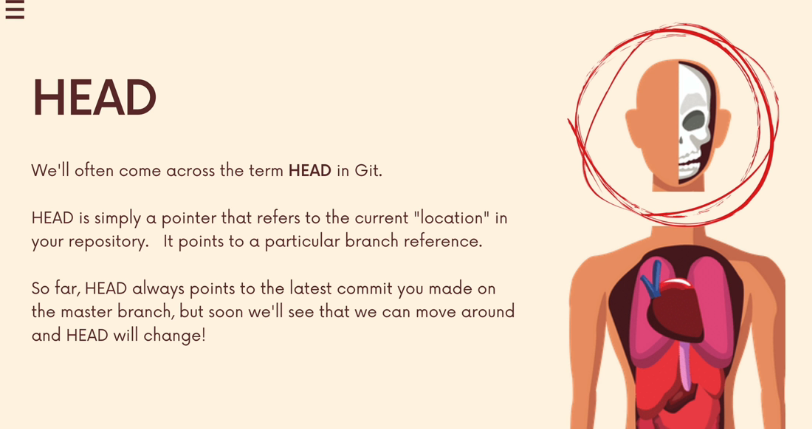 HEAD
We'll often come across the term HEAD in Git.
HEAD is simply a pointer that refers to the current "location" in
your repository.   It points to a particular branch reference.
So far, HEAD always points to the latest commit you made on
the master branch, but soon we'll see that we can move around
and HEAD will change!